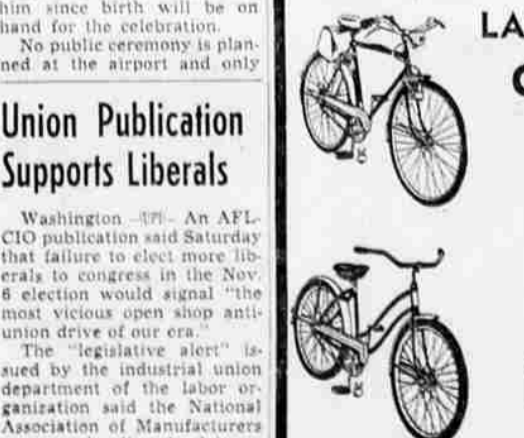 him since birth will be on
hand for the celebration.
No public ceremony is plan-
ned at the airport and only
Union Publication
Supports Liberals
Washington -UPI- An AFL-
CIO publication said Saturday
that failure to elect more lib-
erals to congress in the Nov.
6 election would signal "the
most vicious open shop anti-
union drive of our era."
The "legislative alert" is-
sued by the industrial union
department of the labor or-
ganization said the National
Association of Manufacturers
LA